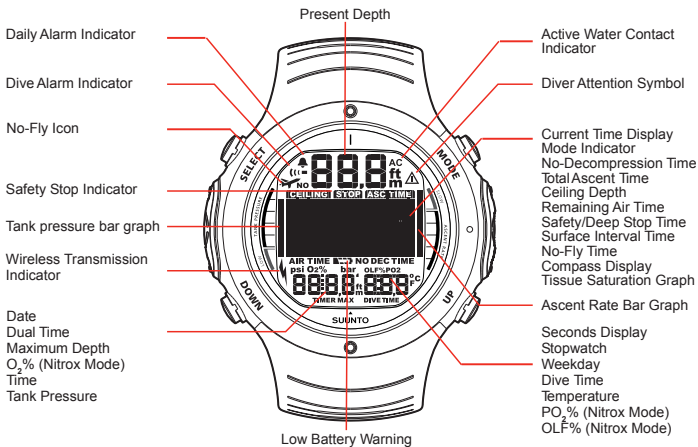 Present Depth
Daily Alarm Indicator
Dive Alarm Indicator
No-Fly Icon
Safety Stop Indicator
Tank pressure bar graph
Wireless Transmission
Indicator
Date
Dual Time
Maximum Depth
O2% (Nitrox Mode)
Time
Tank Pressure
SELECT
MODE
DOWN
UP
TANK PRESSURE
NO
AC
ft
m
CEILING STOP ASC TIME
AIR TIME NO DEC TIME
psi O2% bar OLF%PO2
ft
m
°C
F
TIMER MAX DIVE TIME
SUUNTO
Active Water Contact
Indicator
Diver Attention Symbol
Current Time Display
Mode Indicator
No-Decompression Time
Total Ascent Time
Ceiling Depth
Remaining Air Time
Safety/Deep Stop Time
Surface Interval Time
No-Fly Time
Compass Display
Tissue Saturation Graph
Ascent Rate Bar Graph
Seconds Display
Stopwatch
Weekday
Dive Time
Temperature
PO2% (Nitrox Mode)
OLF% (Nitrox Mode)
Low Battery Warning